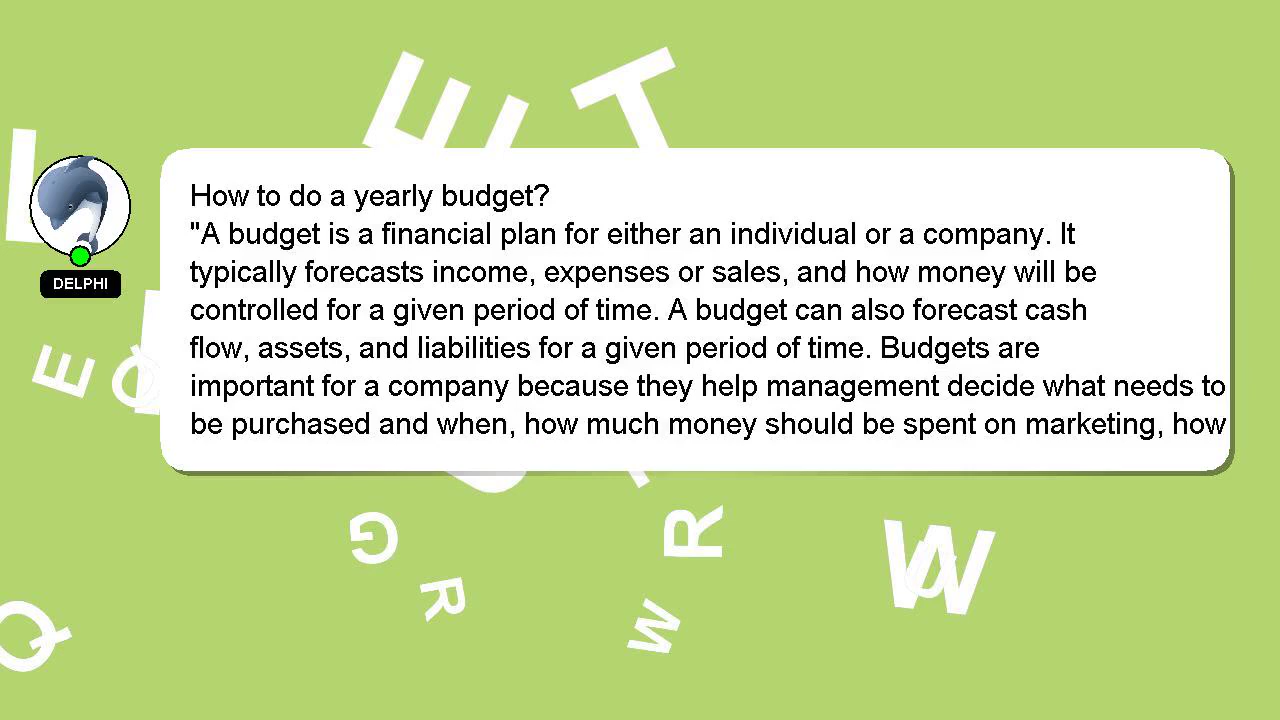 E
T
L
How to do a yearly budget?
"A budget is a financial plan for either an individual or a company. It
typically forecasts income, expenses or sales, and how money will be
controlled for a given period of time. A budget can also forecast cash
flow, assets, and liabilities for a given period of time. Budgets are
important for a company because they help management decide what needs to
be purchased and when, how much money should be spent on marketing, how
DELPHI
E
Q
G
R
R
W
W
Q